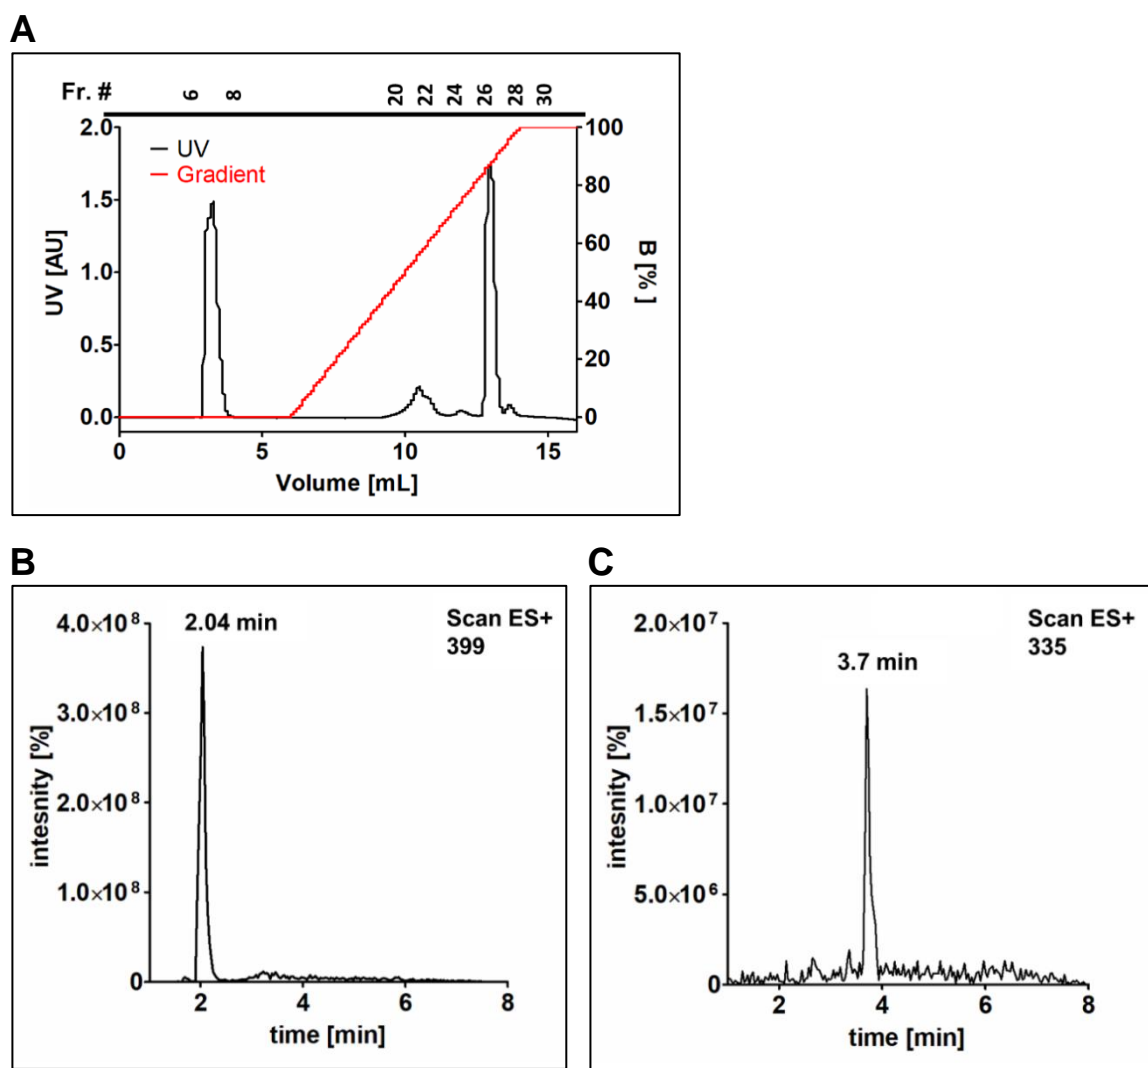 A
Fr. # 6 8 20 22 24 26 28 30
2.0 100
UV
Gradient
1.5 80
60
1.0
40
0.5
20
0.0 0
UV [AU]
B [% ]
0 5 10 15
Volume [mL]
B
4.0×10⁸ 2.04 min Scan ES+
399
3.0×10⁸
2.0×10⁸
1.0×10⁸
0
intesnity [%]
2 4 6 8
time [min]
C
2.0×10⁷ Scan ES+
335
3.7 min
1.5×10⁷
1.0×10⁷
5.0×10⁶
0
intesnity [%]
2 4 6 8
time [min]